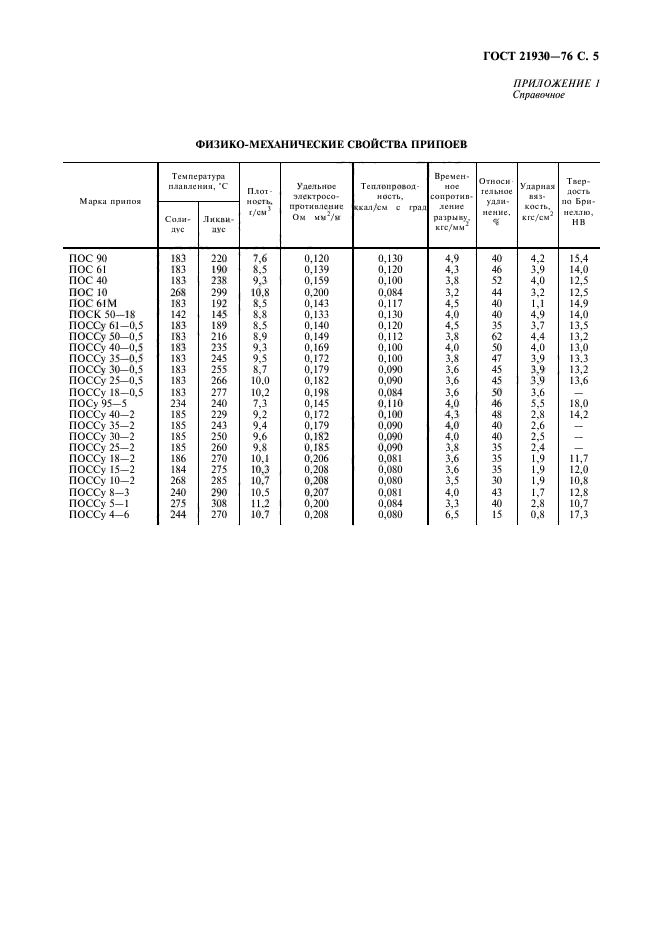 ГОСТ 21930—76 С. 5
ПРИЛОЖЕНИЕ 1
Справочное
ФИЗИКО-МЕХАНИЧЕСКИЕ СВОЙСТВА ПРИПОЕВ
Марка припоя
Температура
плавления, °С
Соли-
дус
Ликви-
дус
Плот-
ность,
г/см3
Удельное
электросо-
противление
Ом мм2/м
Теплопровод-
ность,
ккал/см с град
Времен-
ное
сопротив-
ление
разрыву,
кгс/мм2
Относи-
тельное
удли-
нение,
%
Ударная
вяз-
кость,
кгс/см2
Твер-
дость
по Бри-
неллю,
НВ
ПОС 90 183 220 7,6 0,120 0,130 4,9 40 4,2 15,4
ПОС 61 183 190 8,5 0,139 0,120 4,3 46 3,9 14,0
ПОС 40 183 238 9,3 0,159 0,100 3,8 52 4,0 12,5
ПОС 10 268 299 10,8 0,200 0,084 3,2 44 3,2 12,5
ПОС 61М 183 192 8,5 0,143 0,117 4,5 40 1,1 14,9
ПОСК 50—18 142 145 8,8 0,133 0,130 4,0 40 4,9 14,0
ПОССу 61—0,5 183 189 8,5 0,140 0,120 4,5 35 3,7 13,5
ПОССу 50—0,5 183 216 8,9 0,149 0,112 3,8 62 4,4 13,2
ПОССу 40—0,5 183 235 9,3 0,169 0,100 4,0 50 4,0 13,0
ПОССу 35—0,5 183 245 9,5 0,172 0,100 3,8 47 3,9 13,3
ПОССу 30—0,5 183 255 8,7 0,179 0,090 3,6 45 3,9 13,2
ПОССу 25—0,5 183 266 10,0 0,182 0,090 3,6 45 3,9 13,6
ПОССу 18—0,5 183 277 10,2 0,198 0,084 3,6 50 3,6 —
ПОСу 95—5 234 240 7,3 0,145 0,110 4,0 46 5,5 18,0
ПОССу 40—2 185 229 9,2 0,172 0,100 4,3 48 2,8 14,2
ПОССу 35—2 185 243 9,4 0,179 0,090 4,0 40 2,6 —
ПОССу 30—2 185 250 9,6 0,182 0,090 4,0 40 2,5 —
ПОССу 25—2 185 260 9,8 0,185 0,090 3,8 35 2,4 —
ПОССу 18—2 186 270 10,1 0,206 0,081 3,6 35 1,9 11,7
ПОССу 15—2 184 275 10,3 0,208 0,080 3,6 35 1,9 12,0
ПОССу 10—2 268 285 10,7 0,208 0,080 3,5 30 1,9 10,8
ПОССу 8—3 240 290 10,5 0,207 0,081 4,0 43 1,7 12,8
ПОССу 5—1 275 308 11,2 0,200 0,084 3,3 40 2,8 10,7
ПОССу 4—6 244 270 10,7 0,208 0,080 6,5 15 0,8 17,3